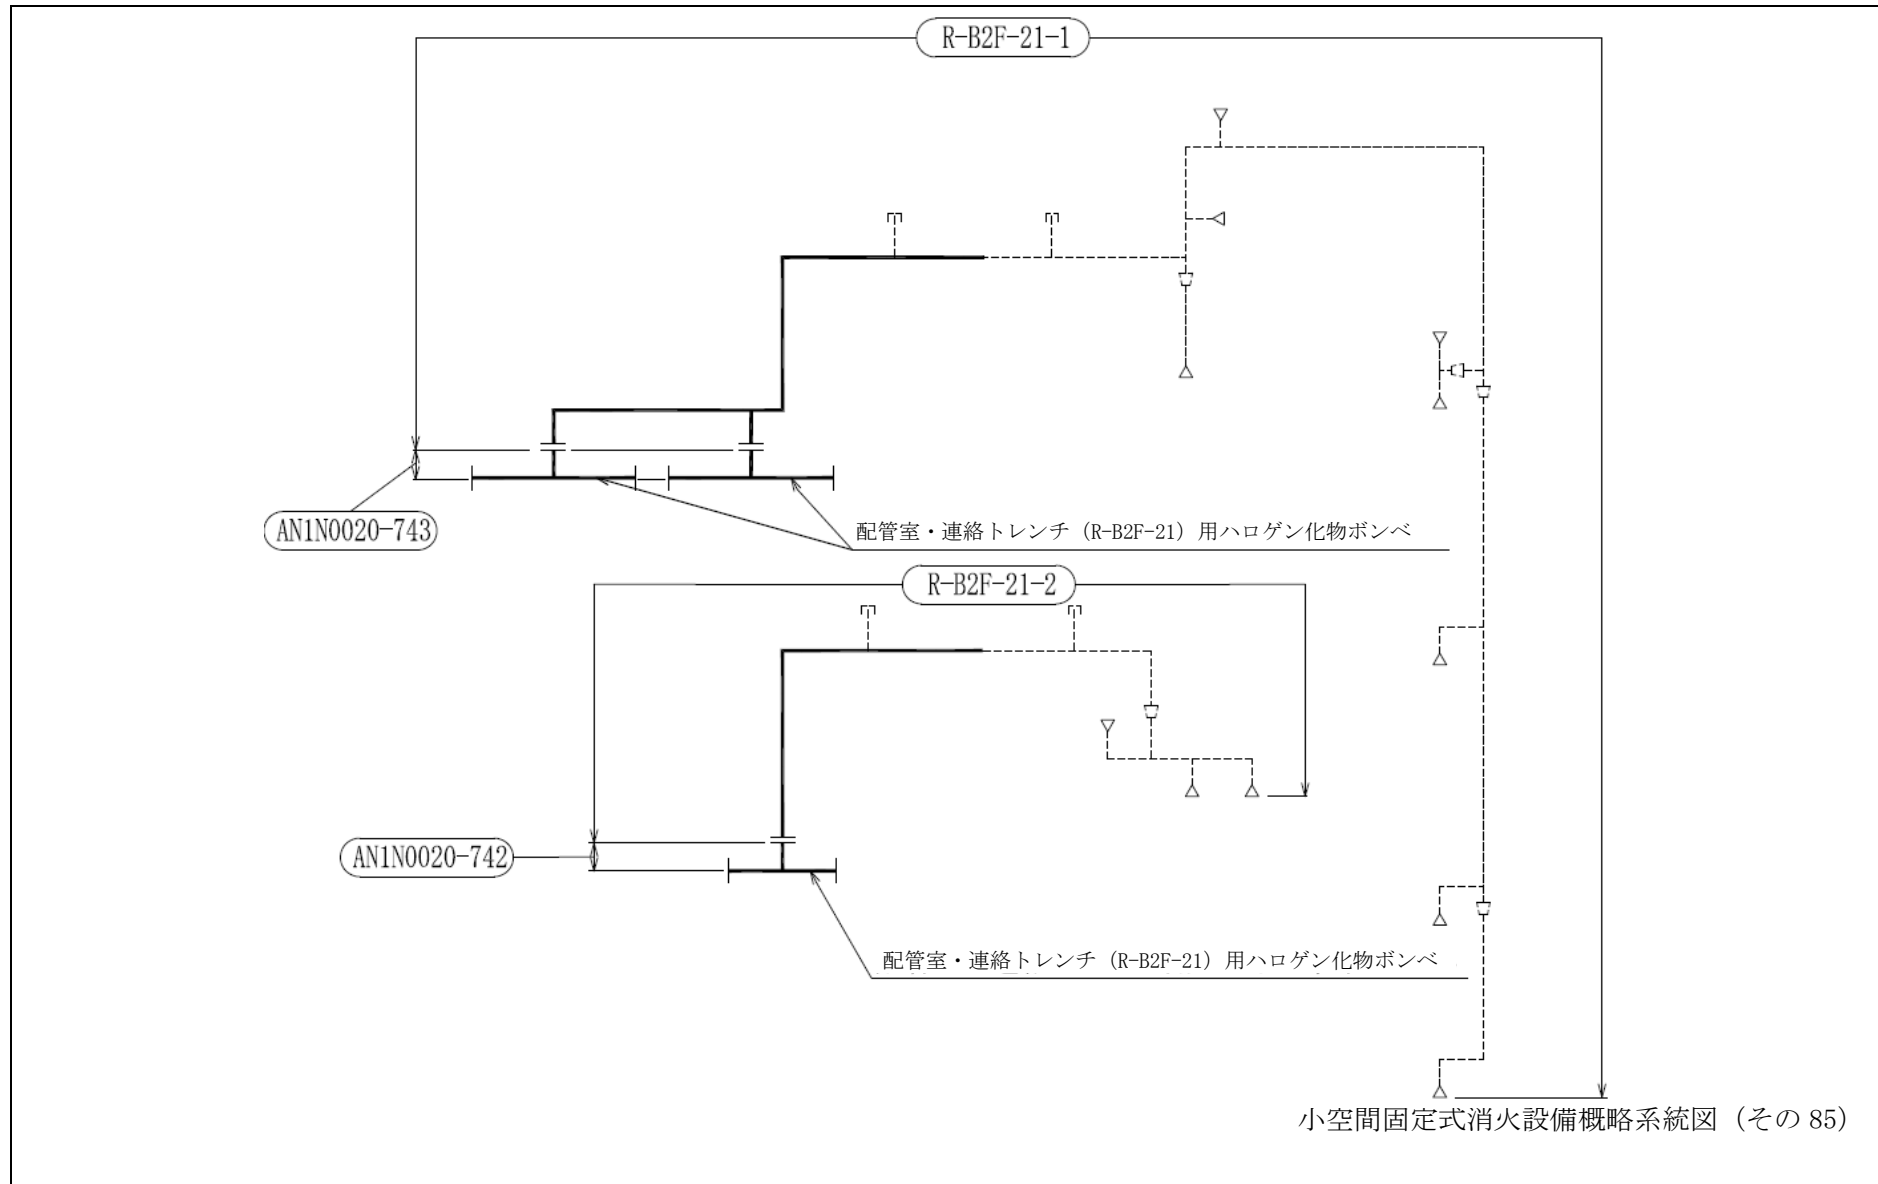 R-B2F-21-1
AN1N0020-743
配管室・連絡トレンチ（R-B2F-21）用ハロゲン化物ボンベ
R-B2F-21-2
AN1N0020-742
配管室・連絡トレンチ（R-B2F-21）用ハロゲン化物ボンベ
小空間固定式消火設備概略系統図（その 85）